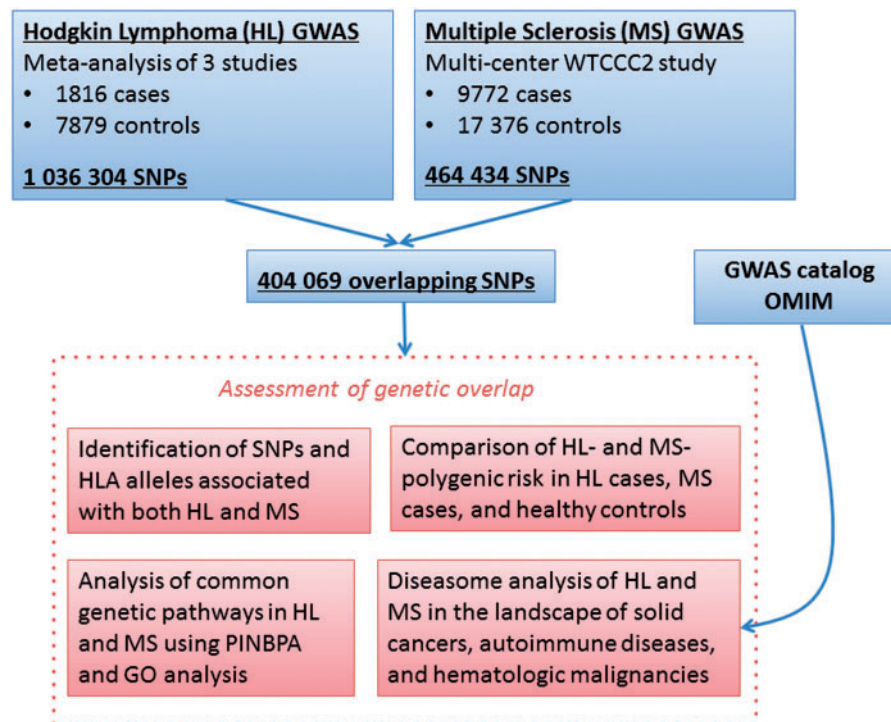 Hodgkin Lymphoma (HL) GWAS
Meta-analysis of 3 studies
• 1816 cases
• 7879 controls
1 036 304 SNPs
Multiple Sclerosis (MS) GWAS
Multi-center WTCCC2 study
• 9772 cases
• 17 376 controls
464 434 SNPs
404 069 overlapping SNPs
GWAS catalog
OMIM
Assessment of genetic overlap
Identification of SNPs and
HLA alleles associated
with both HL and MS
Comparison of HL- and MS-
polygenic risk in HL cases, MS
cases, and healthy controls
Analysis of common
genetic pathways in HL
and MS using PINBPA
and GO analysis
Diseasome analysis of HL and
MS in the landscape of solid
cancers, autoimmune diseases,
and hematologic malignancies